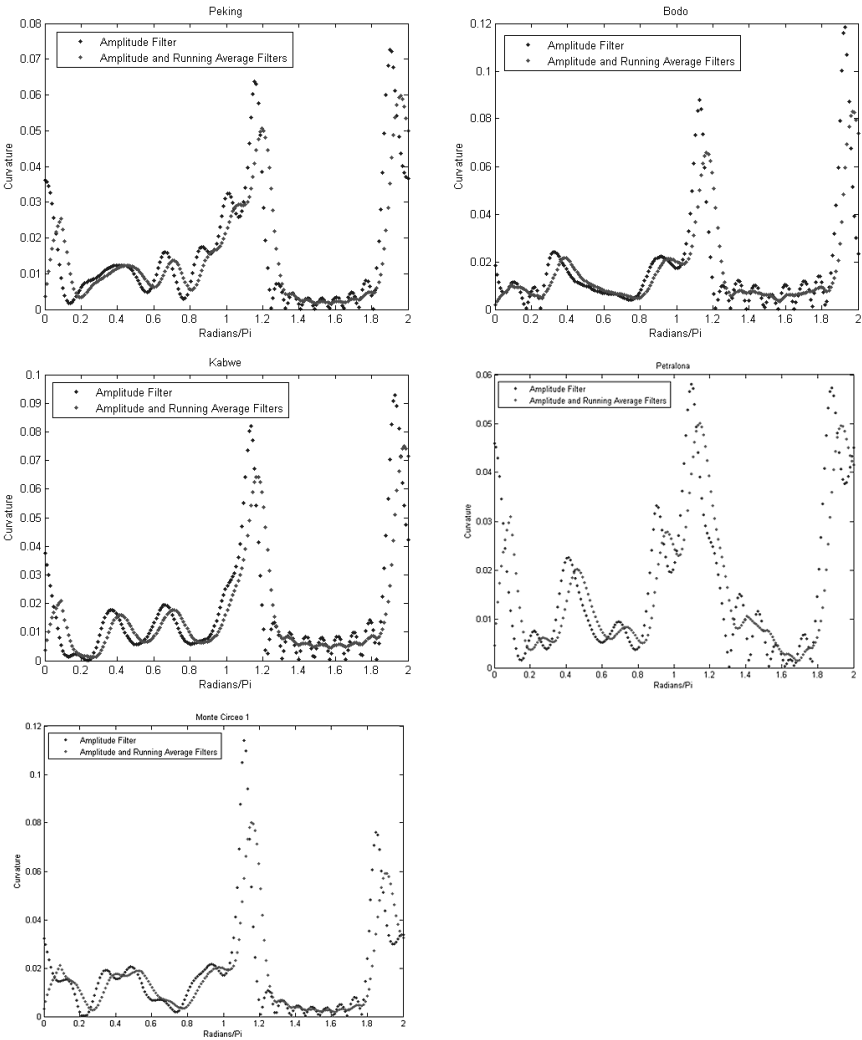 Peking
0.08
0.07
0.06
0.05
0.04
0.03
0.02
0.01
0
Curvature
Amplitude Filter
Amplitude and Running Average Filters
0 0.2 0.4 0.6 0.8 1 1.2 1.4 1.6 1.8 2
Radians/Pi
Bodo
0.12
0.1
0.08
0.06
0.04
0.02
0
Curvature
Amplitude Filter
Amplitude and Running Average Filters
0 0.2 0.4 0.6 0.8 1 1.2 1.4 1.6 1.8 2
Radians/Pi
Kabwe
0.1
0.09
0.08
0.07
0.06
0.05
0.04
0.03
0.02
0.01
0
Curvature
Amplitude Filter
Amplitude and Running Average Filters
0 0.2 0.4 0.6 0.8 1 1.2 1.4 1.6 1.8 2
Radians/Pi
Petralona
0.06
0.05
0.04
0.03
0.02
0.01
0
Curvature
Amplitude Filter
Amplitude and Running Average Filters
0 0.2 0.4 0.6 0.8 1 1.2 1.4 1.6 1.8 2
Radians/Pi
Monte Circeo 1
0.12
0.1
0.08
0.06
0.04
0.02
0
Curvature
Amplitude Filter
Amplitude and Running Average Filters
0 0.2 0.4 0.6 0.8 1 1.2 1.4 1.6 1.8 2
Radians/Pi